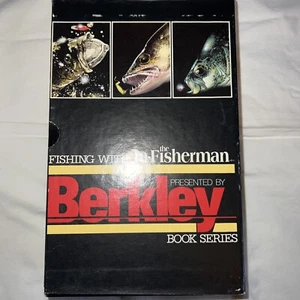 FISHING WITH the In-Fisherman
PRESENTED BY
Berkley
BOOK SERIES